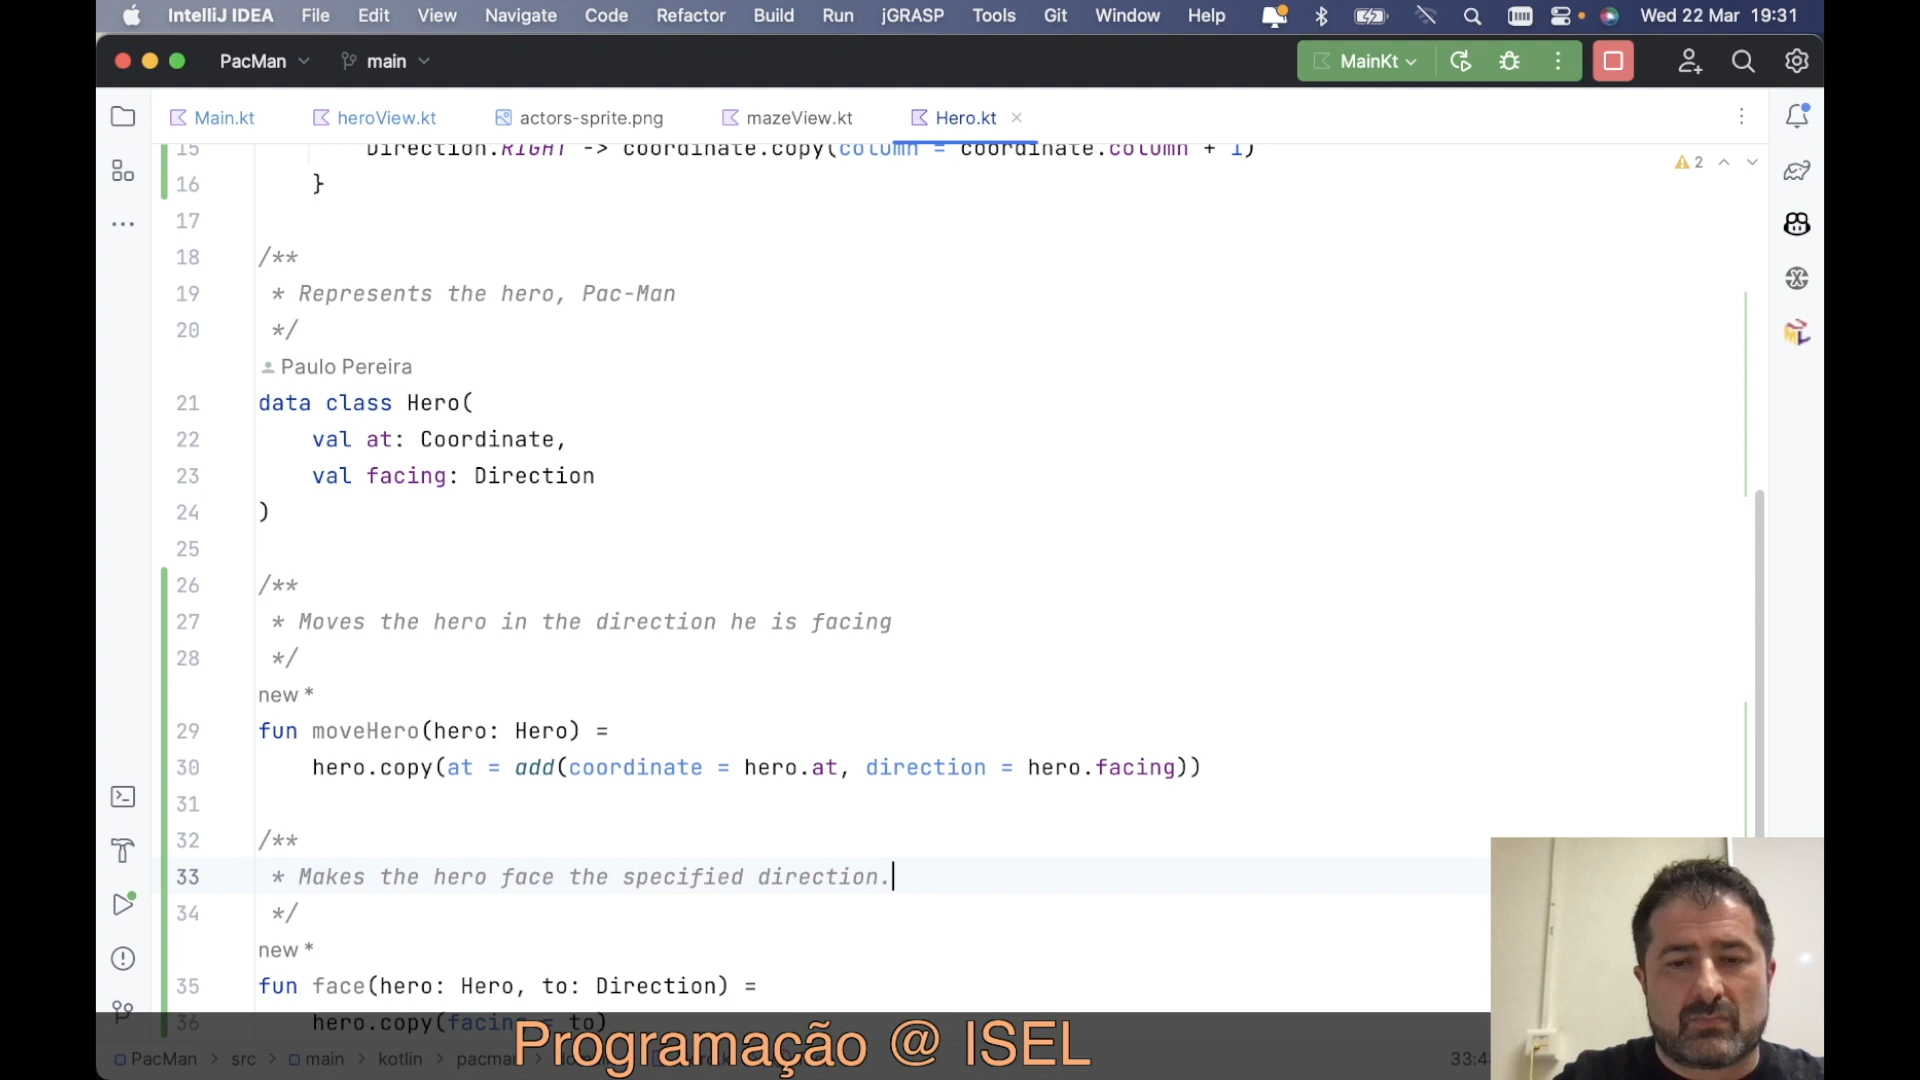 IntelliJ IDEA File Edit View Navigate Code Refactor Build Run jGRASP Tools Git Window Help Wed 22 Mar 19:31
PacMan main MainKt
Main.kt heroView.kt actors-sprite.png mazeView.kt Hero.kt
15 Direction.RIGHT -> coordinate.copy(column = coordinate.column + 1)
2
16 }
17
18 /**
19 * Represents the hero, Pac-Man
20 */
Paulo Pereira
21 data class Hero(
22 val at: Coordinate,
23 val facing: Direction
24 )
25
26 /**
27 * Moves the hero in the direction he is facing
28 */
new *
29 fun moveHero(hero: Hero) =
30 hero.copy(at = add(coordinate = hero.at, direction = hero.facing))
31
32 /**
33 * Makes the hero face the specified direction.
34 */
new *
35 fun face(hero: Hero, to: Direction) =
36 hero.copy(facing = to)
Programação @ ISEL
PacMan > src > main > kotlin